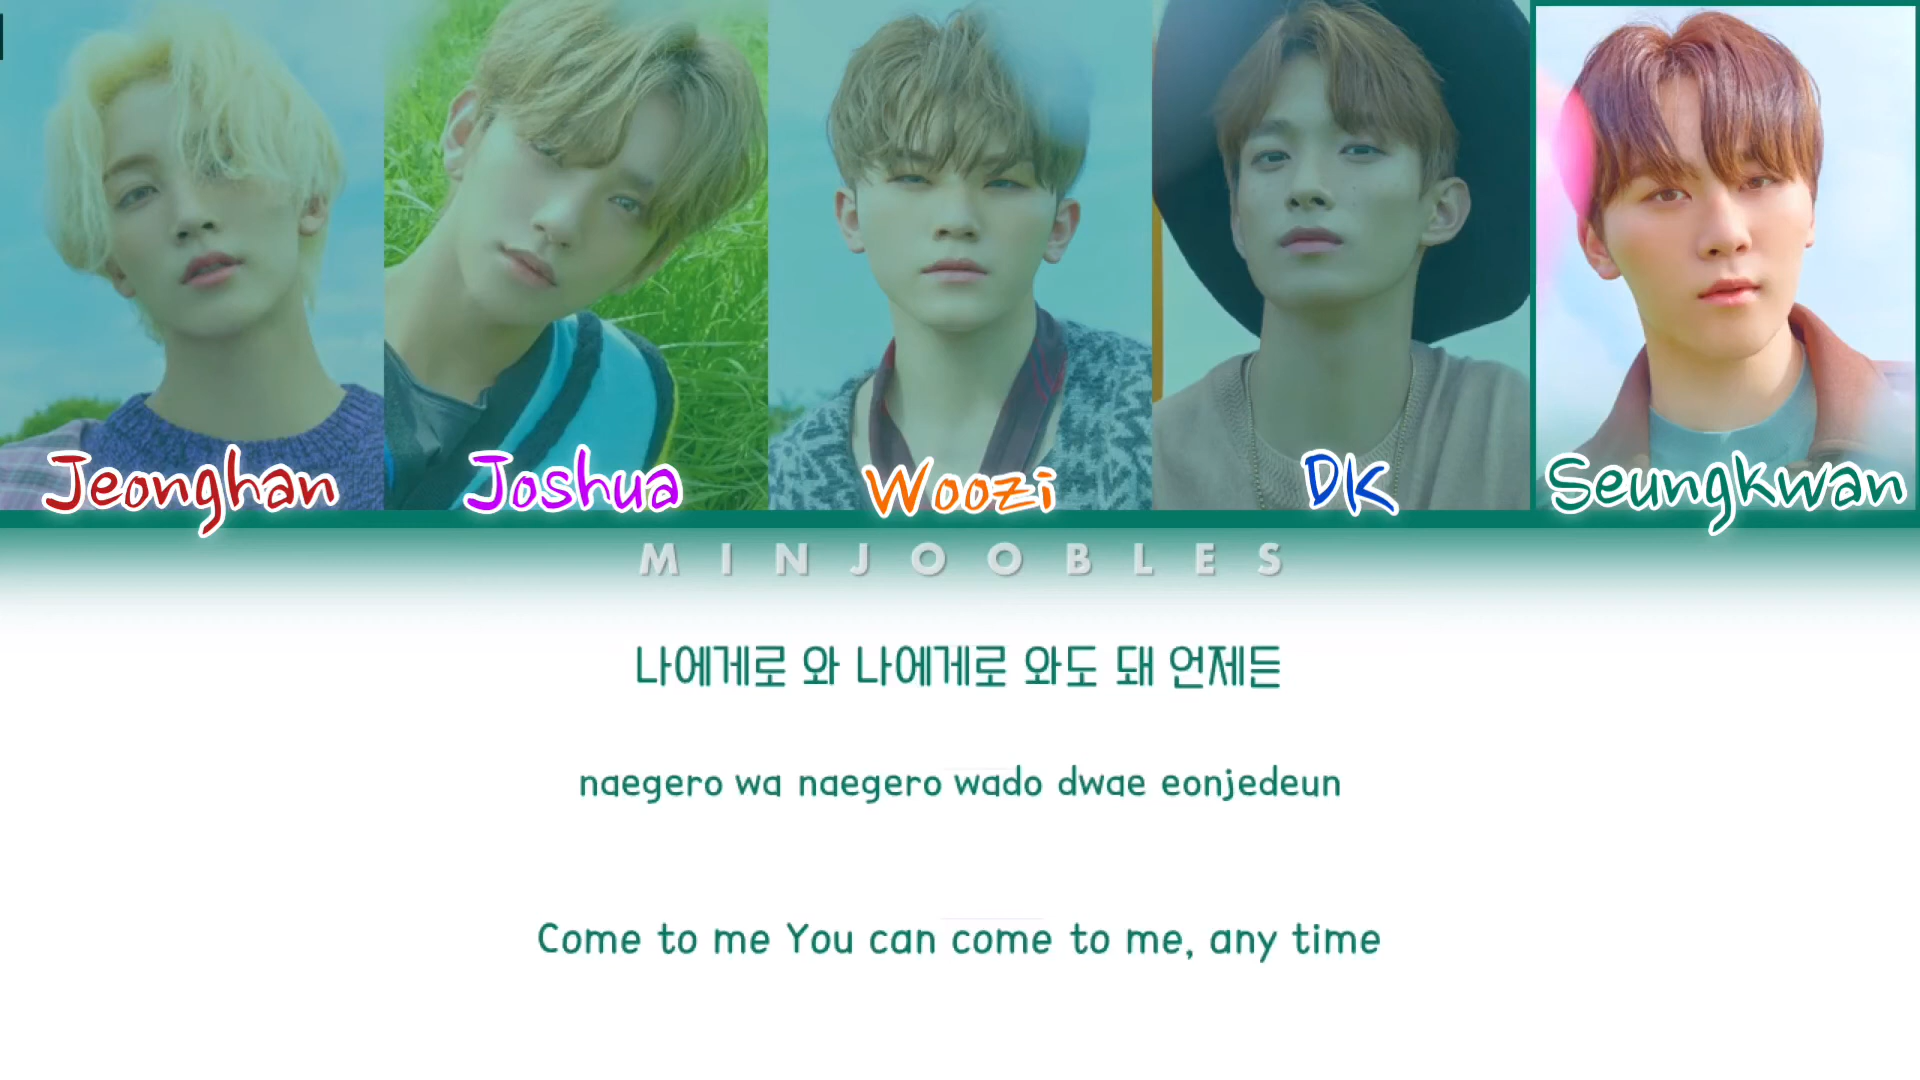 Jeonghan Joshua Woozi DK Seungkwan
MINJOOBLES
나에게로 와 나에게로 와도 돼 언제든
naegero wa naegero wado dwae eonjedeun
Come to me You can come to me, any time